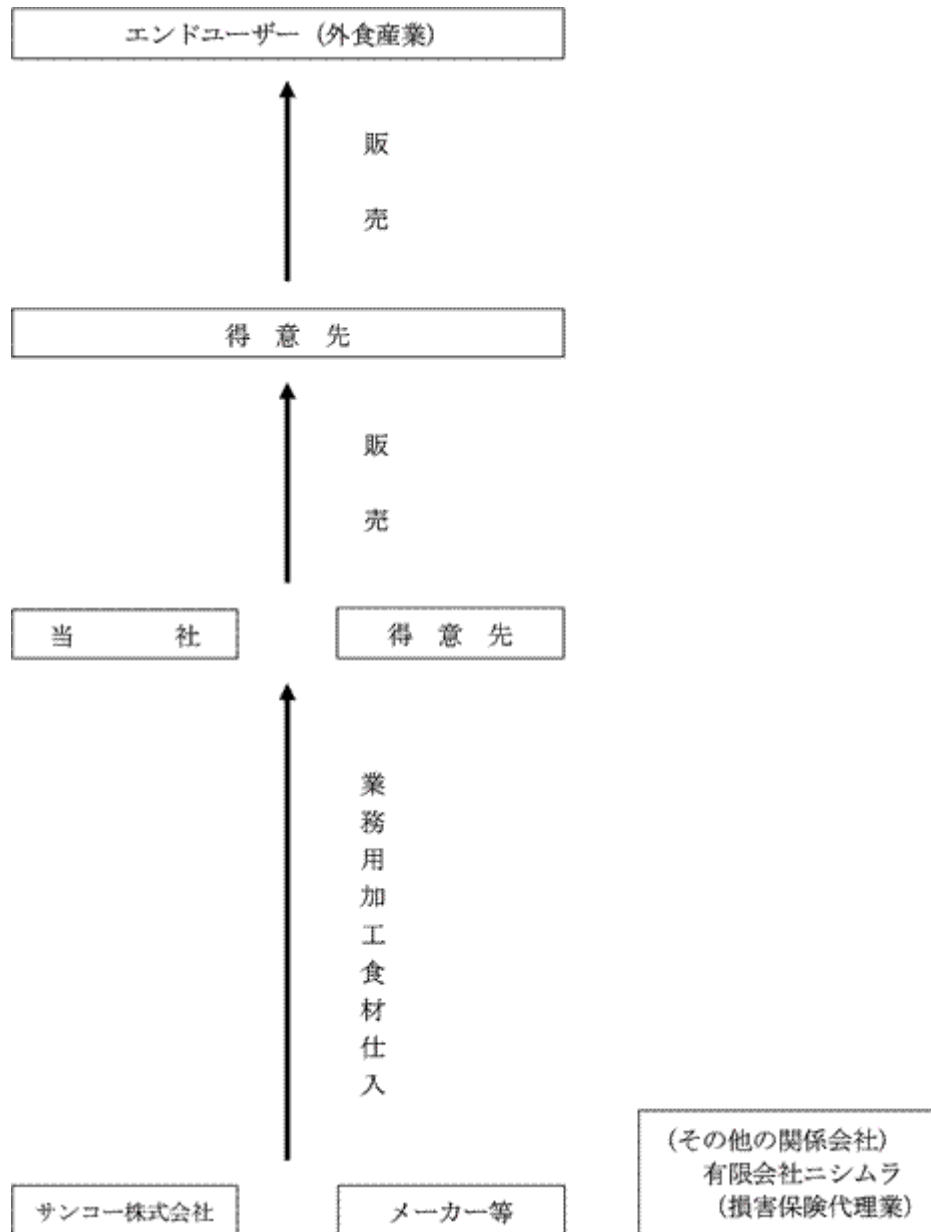 エンドユーザー（外食産業）
販売
得意先
販売
当社
得意先
業務用加工食材仕入
サンコー株式会社
メーカー等
（その他の関係会社）
有限会社ニシムラ
（損害保険代理業）